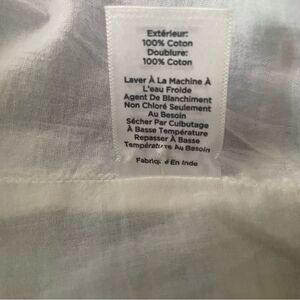 Extérieur:
100% Coton
Doublure:
100% Coton
Laver À La Machine À
L'eau Froide
Agent De Blanchiment
Non Chloré Seulement
Au Besoin
Sécher Par Culbutage
À Basse Température
Repasser À Basse
Température Au Besoin
Fabriqué En Inde